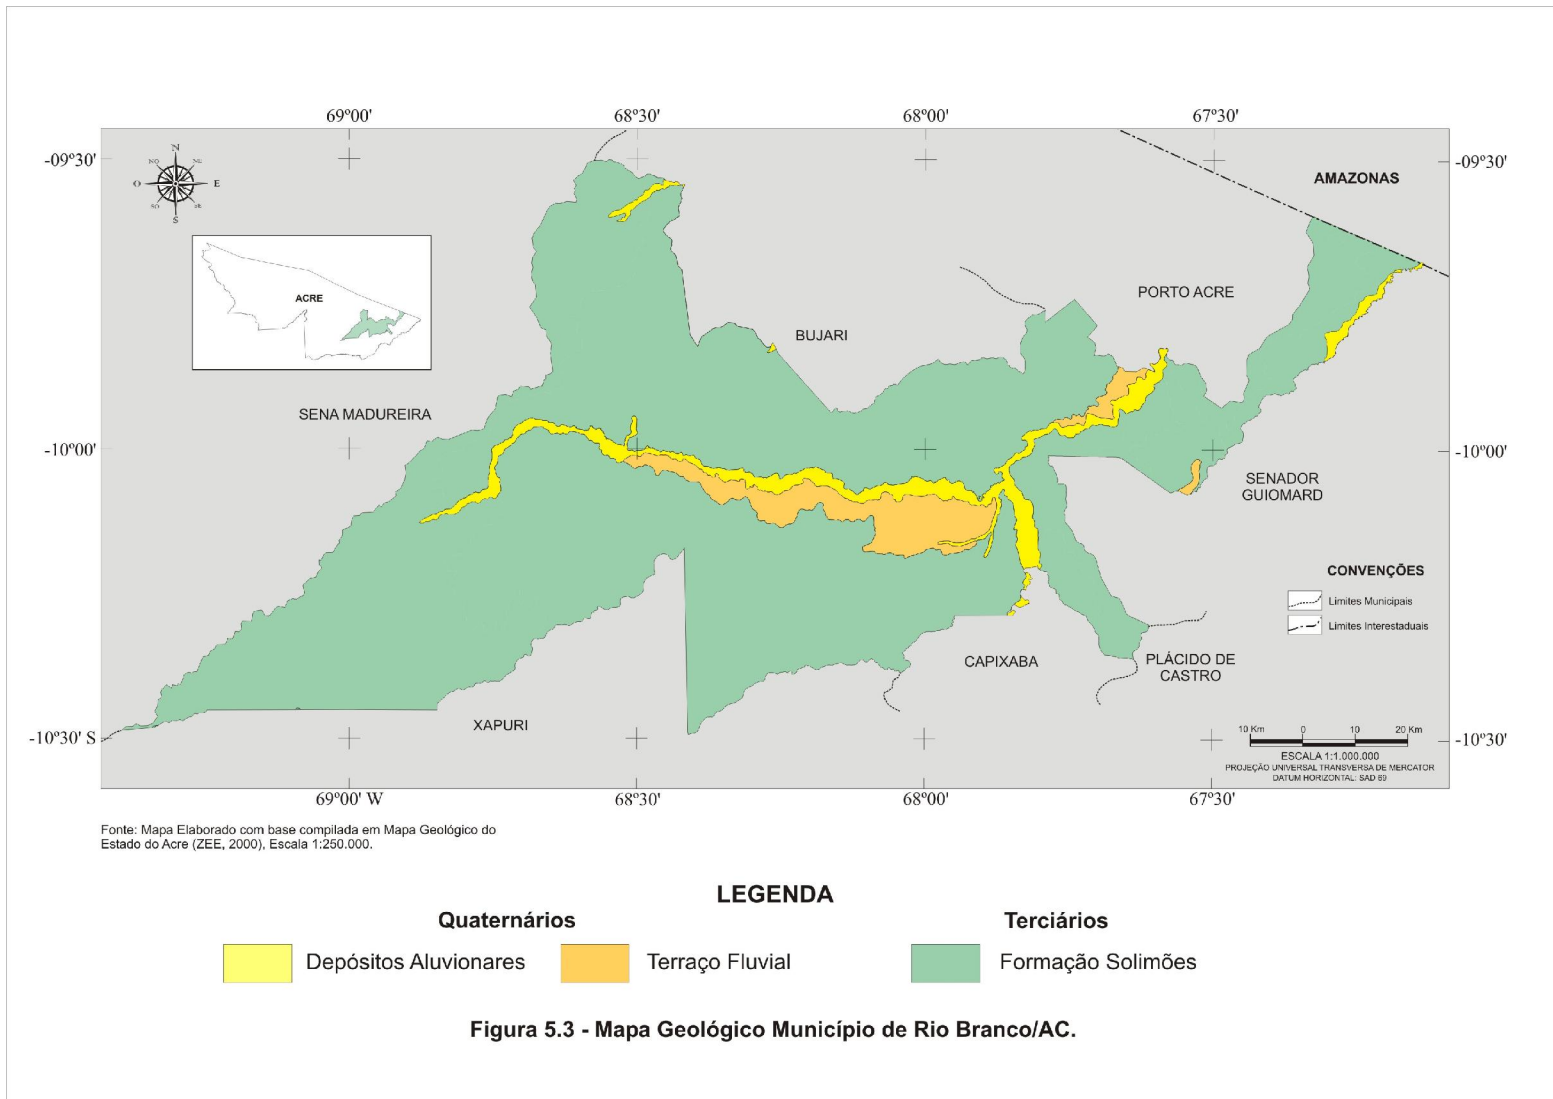 69º00'
68º30'
68º00'
67º30'
-09º30'
-09º30'
N
NO
NE
O
E
SO
S
AMAZONAS
ACRE
PORTO ACRE
BUJARI
SENA MADUREIRA
-10º00'
-10º00'
SENADOR
GUIOMARD
CONVENÇÕES
Limites Municipais
Limites Interestaduais
CAPIXABA
PLÁCIDO DE
CASTRO
XAPURI
-10º30' S
-10º30'
10 Km
0
10
20 Km
ESCALA 1:1.000.000
PROJEÇÃO UNIVERSAL TRANSVERSA DE MERCATOR
DATUM HORIZONTAL: SAD 69
69º00' W
68º30'
68º00'
67º30'
Fonte: Mapa Elaborado com base compilada em Mapa Geológico do
Estado do Acre (ZEE, 2000), Escala 1:250.000.
LEGENDA
Quaternários
Terciários
Depósitos Aluvionares
Terraço Fluvial
Formação Solimões
Figura 5.3 - Mapa Geológico Município de Rio Branco/AC.